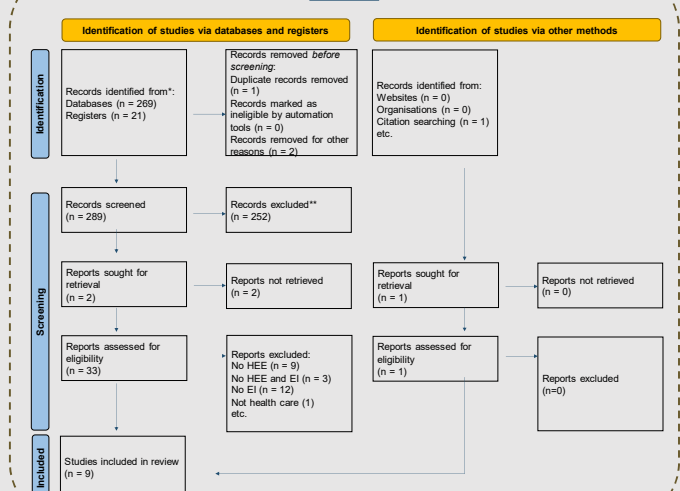 Identification of studies via databases and registers
Identification of studies via other methods
Identification
Records identified from*:
Databases (n = 269)
Registers (n = 21)
Records removed before
screening:
Duplicate records removed
(n = 1)
Records marked as
ineligible by automation
tools (n = 0)
Records removed for other
reasons (n = 2)
Records identified from:
Websites (n = 0)
Organisations (n = 0)
Citation searching (n = 1)
etc.
Screening
Records screened
(n = 289)
Records excluded**
(n = 252)
Reports sought for
retrieval
(n = 2)
Reports not retrieved
(n = 2)
Reports sought for
retrieval
(n = 1)
Reports not retrieved
(n = 0)
Reports assessed for
eligibility
(n = 33)
Reports excluded:
No HEE (n = 9)
No HEE and EI (n = 3)
No EI (n = 12)
Not health care (1)
etc.
Reports assessed for
eligibility
(n = 1)
Reports excluded
(n=0)
Included
Studies included in review
(n = 9)